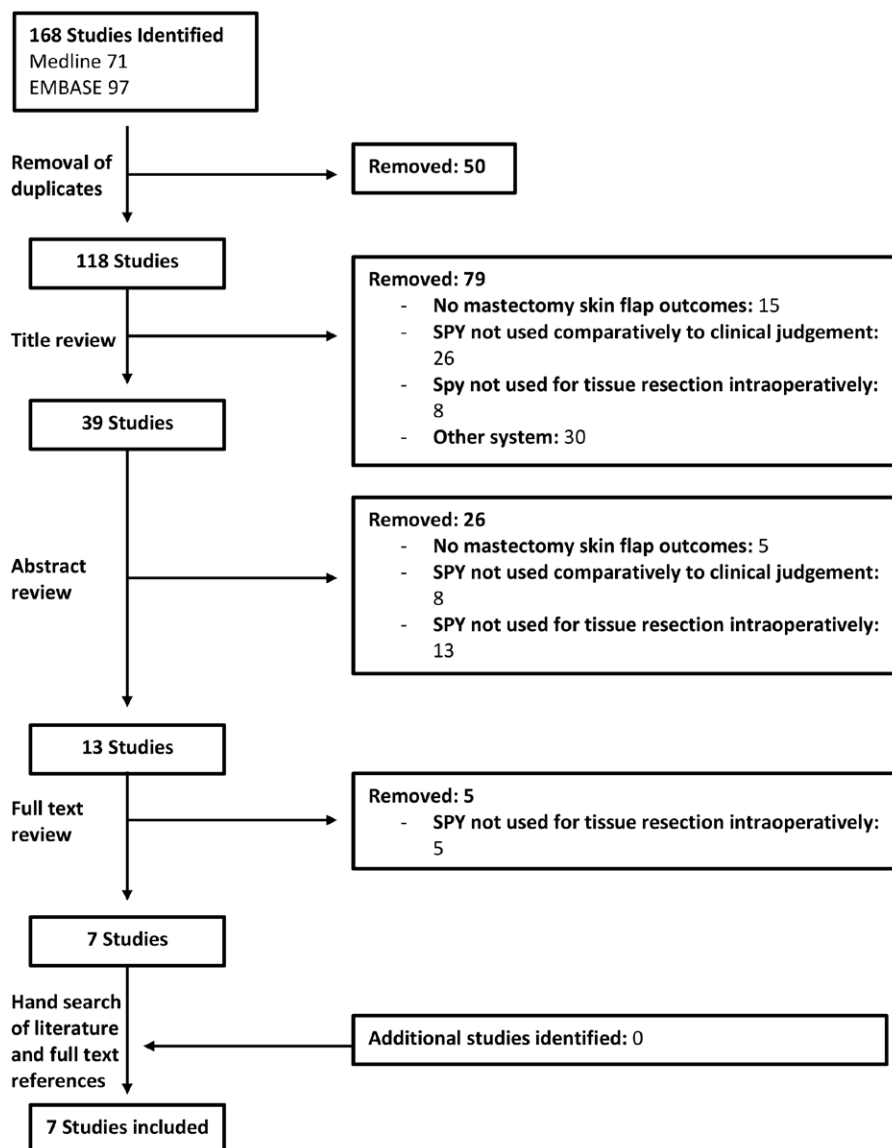 168 Studies Identified
Medline 71
EMBASE 97
Removal of
duplicates
Removed: 50
118 Studies
Title review
Removed: 79
- No mastectomy skin flap outcomes: 15
- SPY not used comparatively to clinical judgement:
26
- Spy not used for tissue resection intraoperatively:
8
- Other system: 30
39 Studies
Abstract
review
Removed: 26
- No mastectomy skin flap outcomes: 5
- SPY not used comparatively to clinical judgement:
8
- SPY not used for tissue resection intraoperatively:
13
13 Studies
Full text
review
Removed: 5
- SPY not used for tissue resection intraoperatively:
5
7 Studies
Hand search
of literature
and full text
references
Additional studies identified: 0
7 Studies included